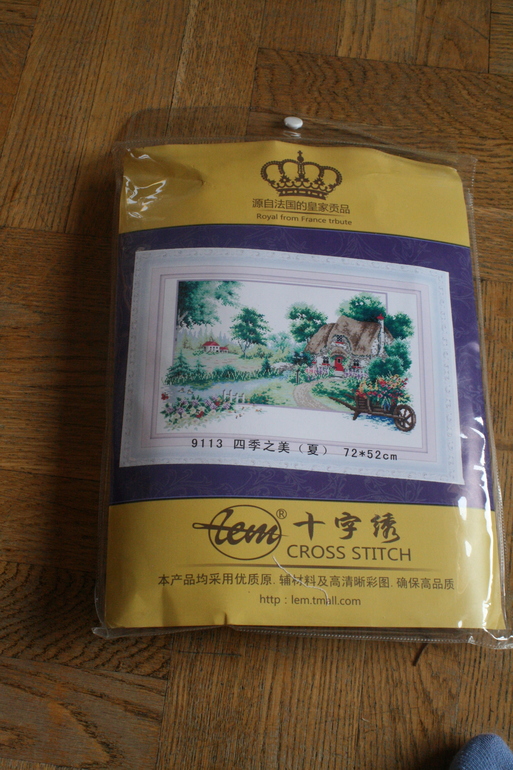 源自法国的皇家贡品
Royal from France trbute
9113 四季之美（夏） 72*52cm
lem® 十字绣
CROSS STITCH
本产品均采用优质原.辅材料及高清晰彩图.确保高品质
http：lem.tmall.com